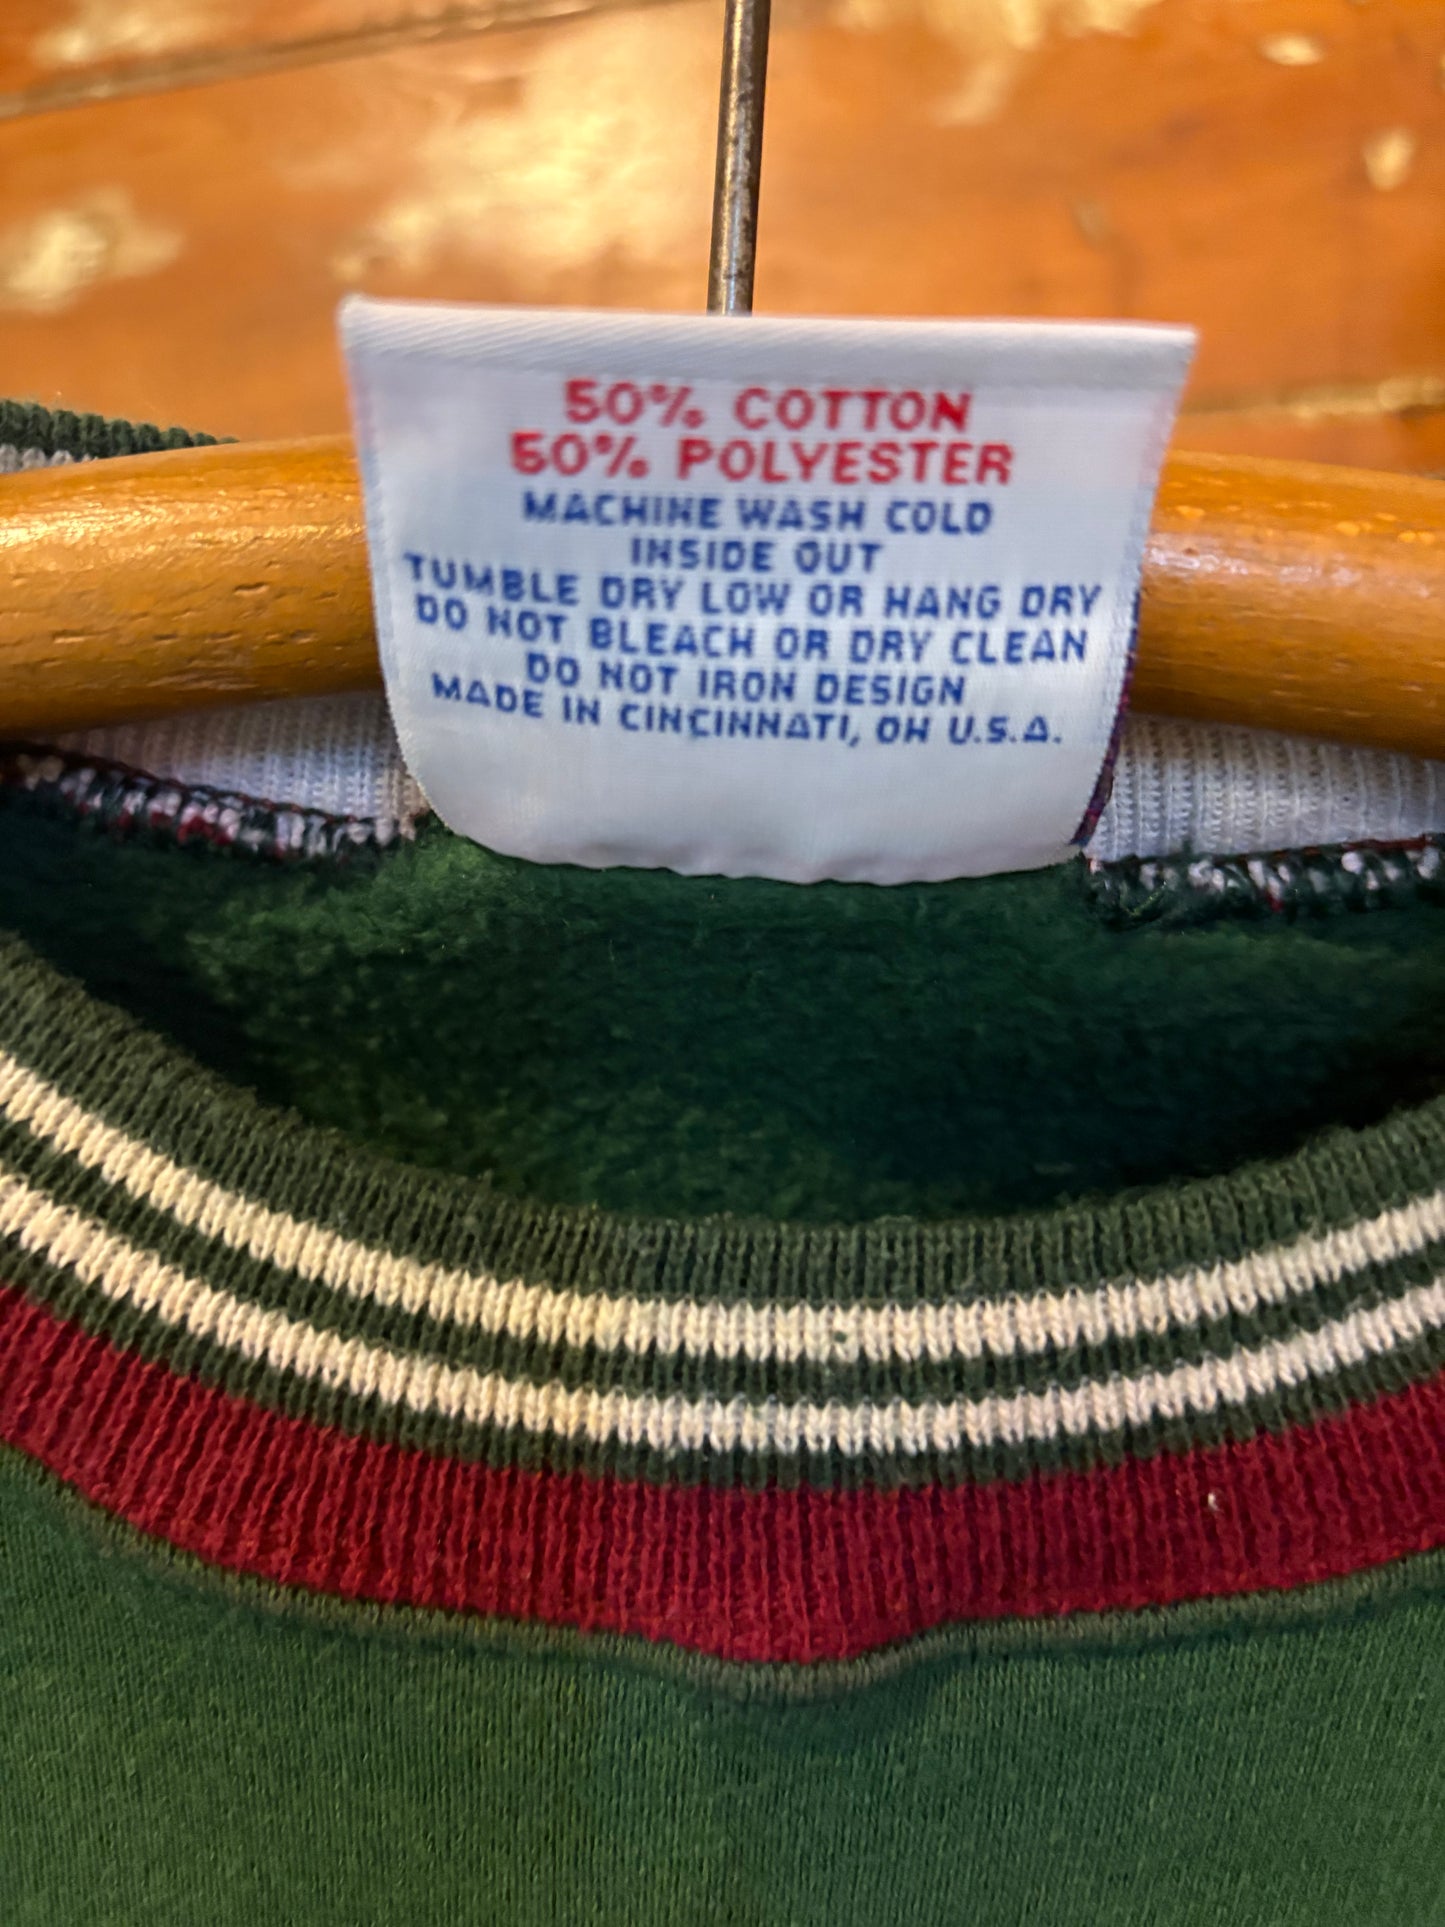 50% COTTON
50% POLYESTER
MACHINE WASH COLD
INSIDE OUT
TUMBLE DRY LOW OR HANG DRY
DO NOT BLEACH OR DRY CLEAN
DO NOT IRON DESIGN
MADE IN CINCINNATI, OH U.S.A.